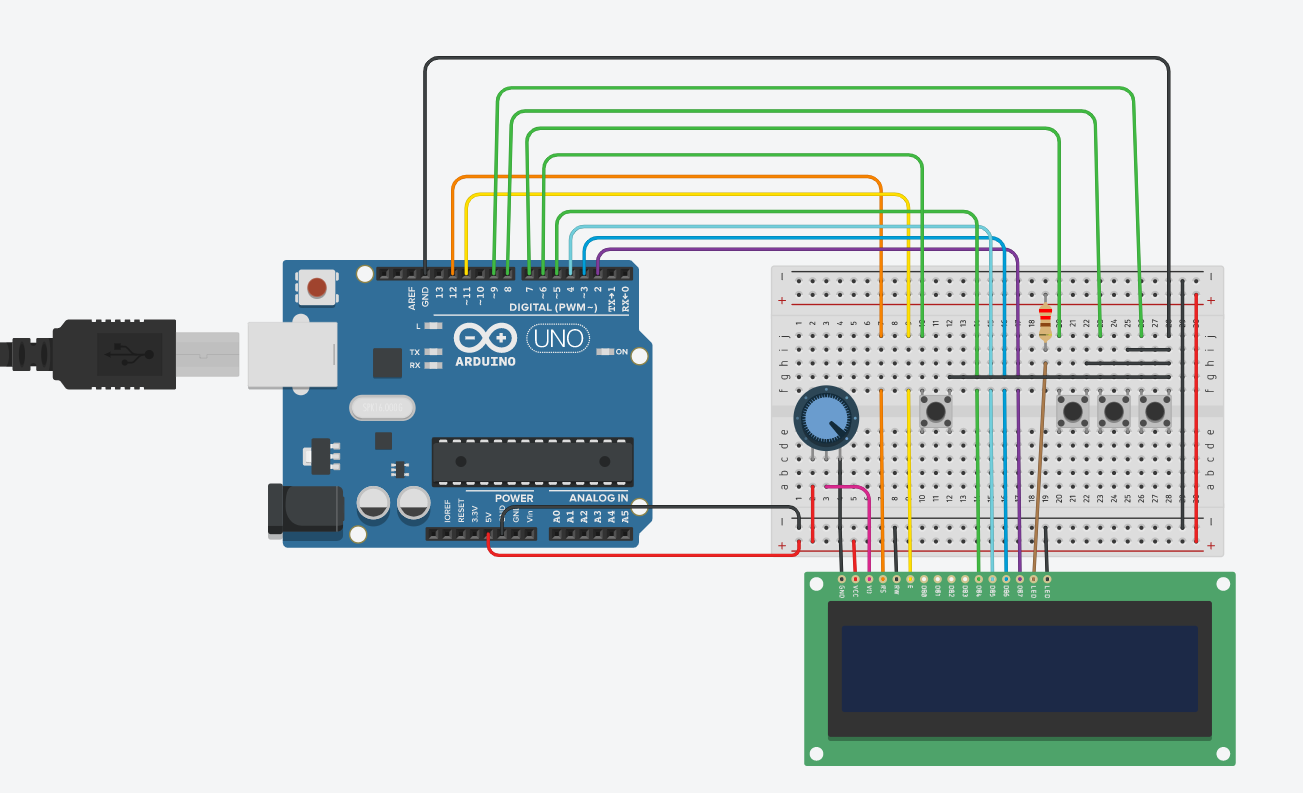 AREF
GND
13
12
~11
~10
~9
8
7
~6
~5
4
~3
2
TX→1
RX←0
DIGITAL (PWM~)
L
TX
RX
ARDUINO
UNO
ON
IOREF
RESET
3.3V
5V
GND
Vin
POWER
ANALOG IN
A0
A1
A2
A3
A4
A5
- -
+ +
j i h g f
e d c b a
GND
VCC
V0
RS
RW
E
DB0
DB1
DB2
DB3
DB4
DB5
DB6
DB7
LED
LED